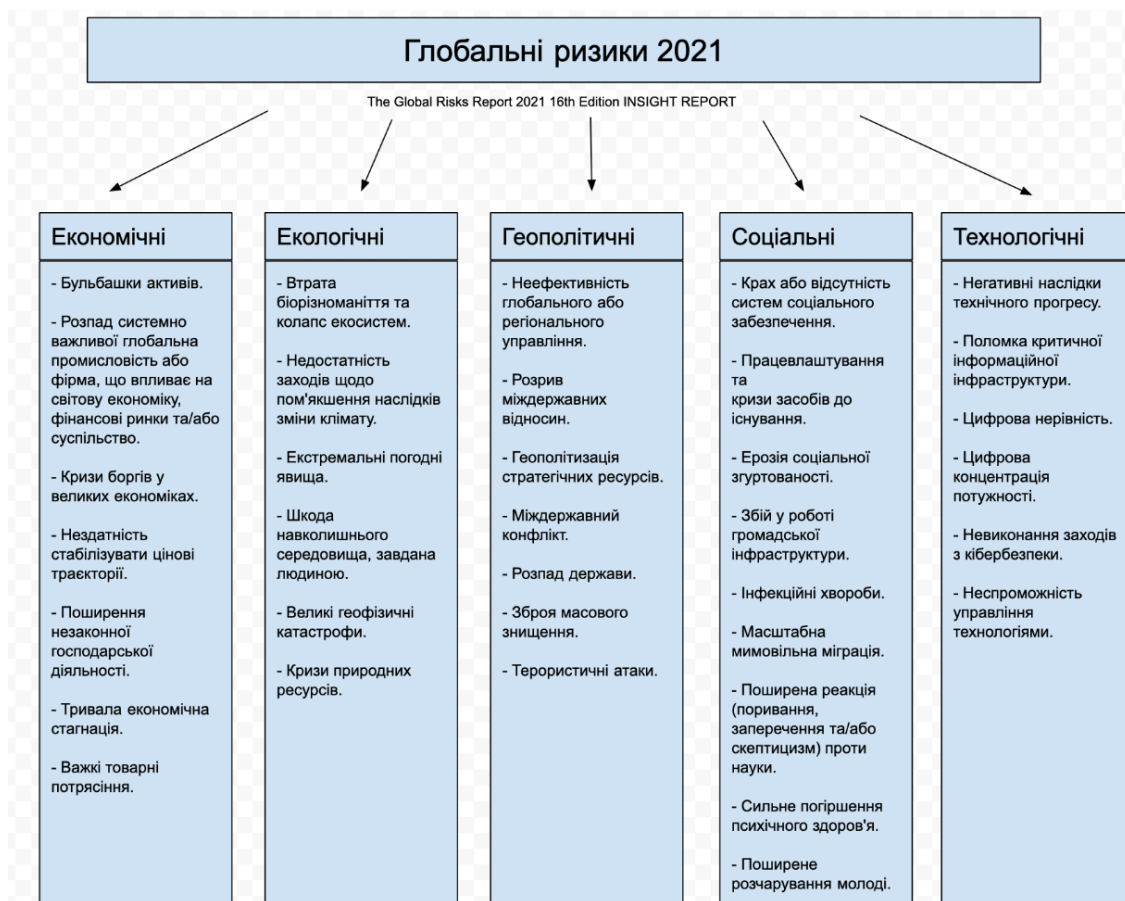 Глобальні ризики 2021
The Global Risks Report 2021 16th Edition INSIGHT REPORT
Економічні
- Бульбашки активів.
- Розпад системно
важливої глобальна
промисловість або
фірма, що впливає на
світову економіку,
фінансові ринки та/або
суспільство.
- Кризи боргів у
великих економіках.
- Нездатність
стабілізувати цінові
траєкторії.
- Поширення
незаконної
господарської
діяльності.
- Тривала економічна
стагнація.
- Важкі товарні
потрясіння.
Екологічні
- Втрата
біорізноманіття та
колапс екосистем.
- Недостатність
заходів щодо
пом'якшення наслідків
зміни клімату.
- Екстремальні погодні
явища.
- Шкода
навколишнього
середовища, завдана
людиною.
- Великі геофізичні
катастрофи.
- Кризи природних
ресурсів.
Геополітичні
- Неефективність
глобального або
регіонального
управління.
- Розрив
міждержавних
відносин.
- Геополітизація
стратегічних ресурсів.
- Міждержавний
конфлікт.
- Розпад держави.
- Зброя масового
знищення.
- Терористичні атаки.
Соціальні
- Крах або відсутність
систем соціального
забезпечення.
- Працевлаштування
та
кризи засобів до
існування.
- Ерозія соціальної
згуртованості.
- Збій у роботі
громадської
інфраструктури.
- Інфекційні хвороби.
- Масштабна
мимовільна міграція.
- Поширена реакція
(поривання,
заперечення та/або
скептицизм) проти
науки.
- Сильне погіршення
психічного здоров'я.
- Поширене
розчарування молоді.
Технологічні
- Негативні наслідки
технічного прогресу.
- Поломка критичної
інформаційної
інфраструктури.
- Цифрова нерівність.
- Цифрова
концентрація
потужності.
- Невиконання заходів
з кібербезпеки.
- Неспроможність
управління
технологіями.